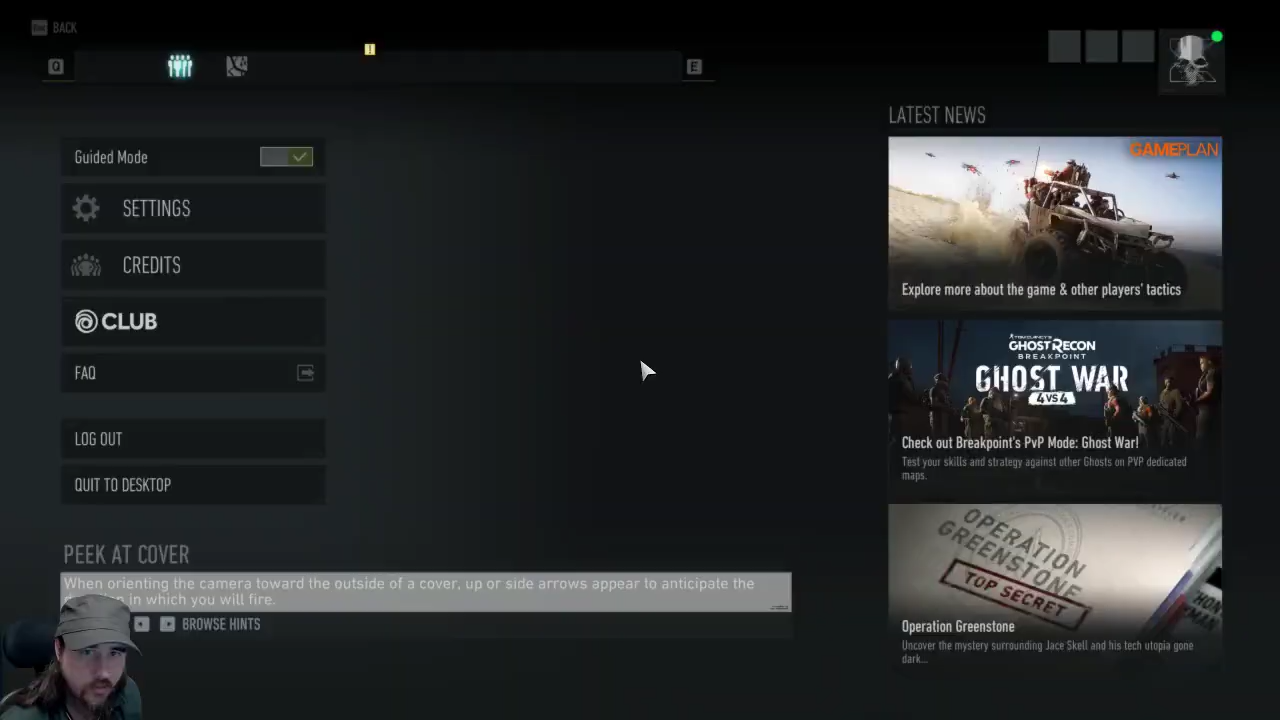 BACK
Q
!
E
LATEST NEWS
Guided Mode
SETTINGS
CREDITS
CLUB
FAQ
LOG OUT
QUIT TO DESKTOP
PEEK AT COVER
When orienting the camera toward the outside of a cover, up or side arrows appear to anticipate the
in which you will fire.
BROWSE HINTS
GAMEPLAN
Explore more about the game & other players' tactics
GHOST RECON
BREAKPOINT
GHOST WAR
4VS4
Check out Breakpoint's PvP Mode: Ghost War!
Test your skills and strategy against other Ghosts on PVP dedicated
maps.
OPERATION
GREENSTONE
TOP SECRET
Operation Greenstone
Uncover the mystery surrounding Jace Skell and his tech utopia gone
dark...